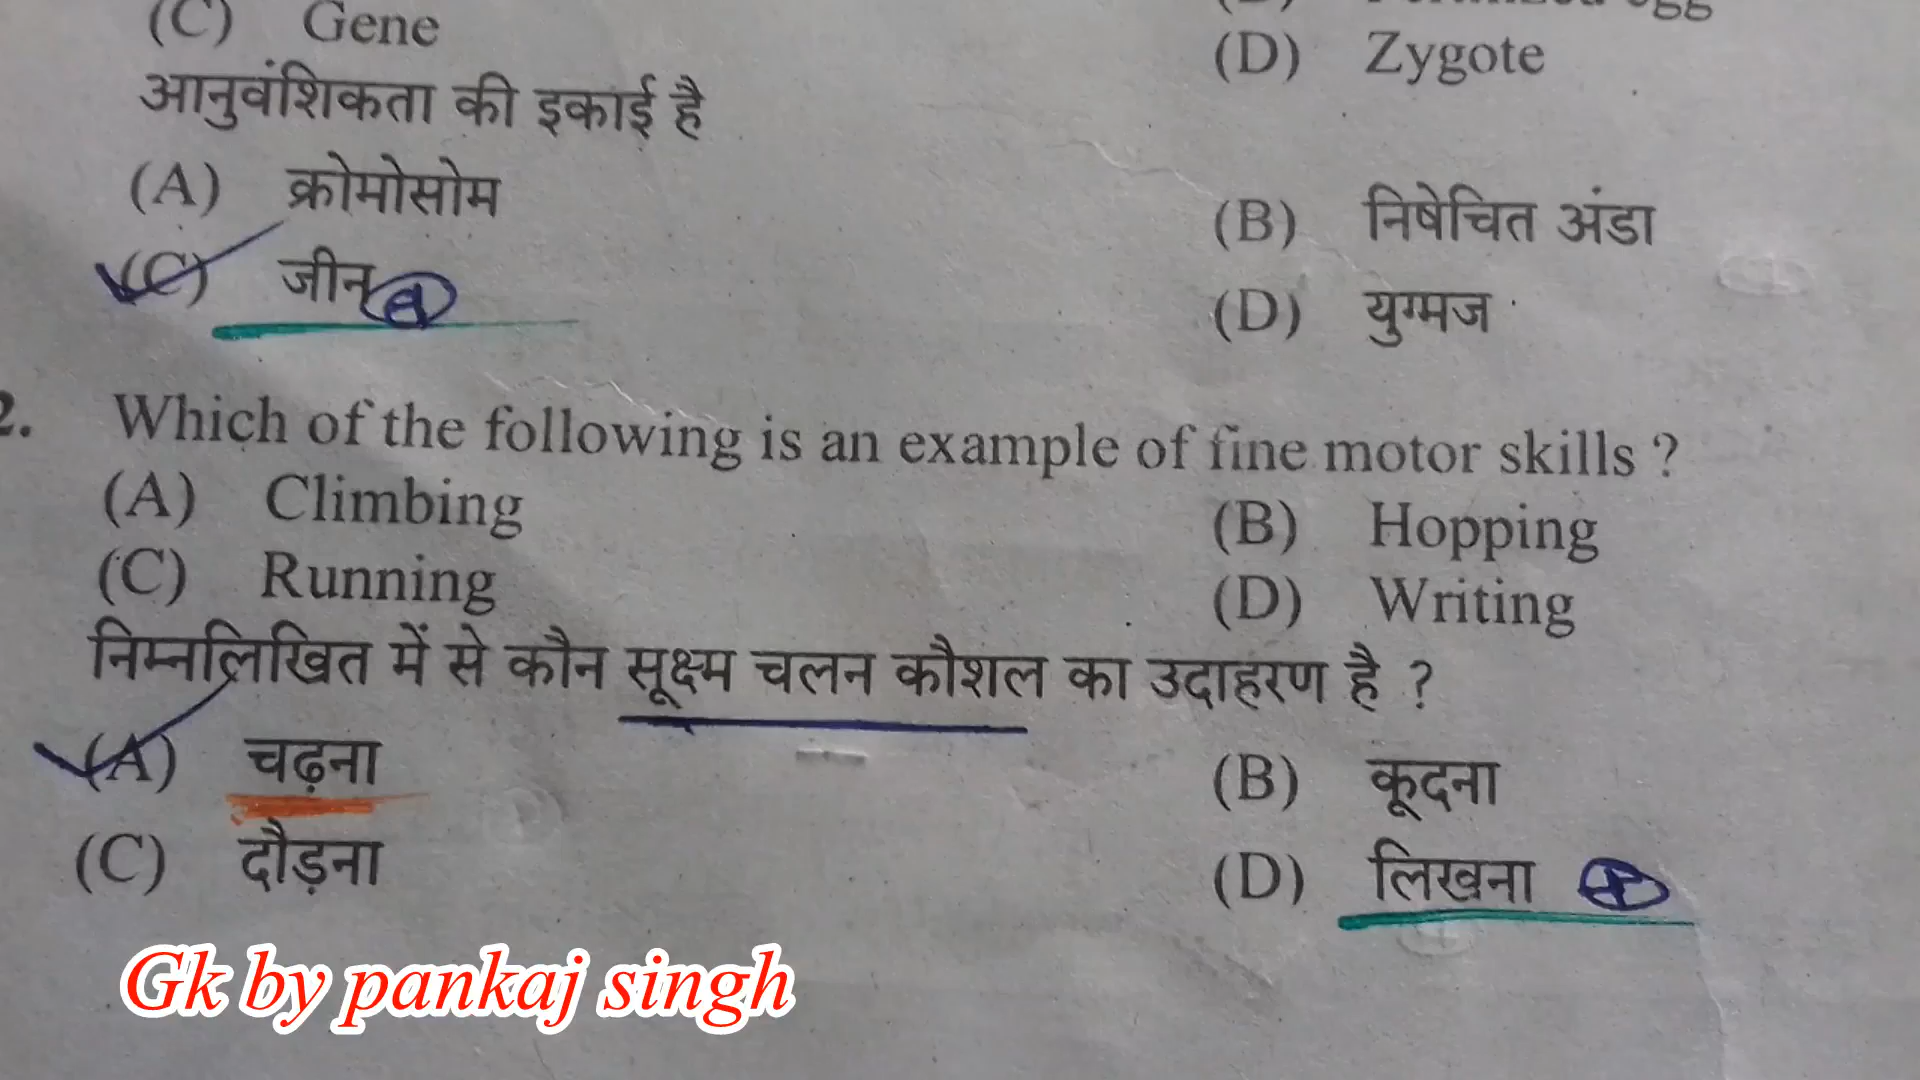 (C) Gene
(D) Zygote
आनुवंशिकता की इकाई है
(A) क्रोमोसोम (B) निषेचित अंडा
(C) जीन (D) युग्मज
2. Which of the following is an example of fine motor skills ?
(A) Climbing (B) Hopping
(C) Running (D) Writing
निम्नलिखित में से कौन सूक्ष्म चलन कौशल का उदाहरण है ?
(A) चढ़ना (B) कूदना
(C) दौड़ना (D) लिखना
Gk by pankaj singh